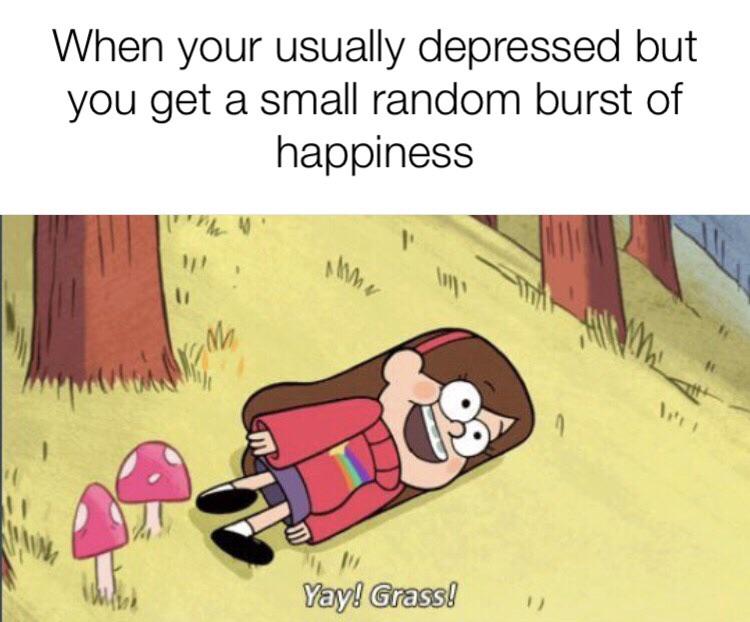 When your usually depressed but
you get a small random burst of
happiness
Yay! Grass!